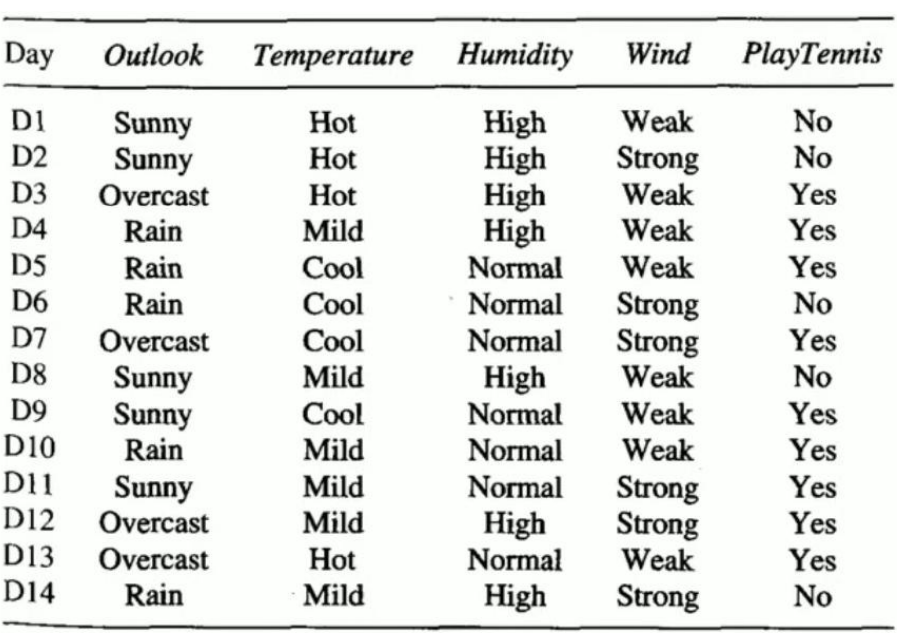 Day Outlook Temperature Humidity Wind PlayTennis
D1 Sunny Hot High Weak No
D2 Sunny Hot High Strong No
D3 Overcast Hot High Weak Yes
D4 Rain Mild High Weak Yes
D5 Rain Cool Normal Weak Yes
D6 Rain Cool Normal Strong No
D7 Overcast Cool Normal Strong Yes
D8 Sunny Mild High Weak No
D9 Sunny Cool Normal Weak Yes
D10 Rain Mild Normal Weak Yes
D11 Sunny Mild Normal Strong Yes
D12 Overcast Mild High Strong Yes
D13 Overcast Hot Normal Weak Yes
D14 Rain Mild High Strong No